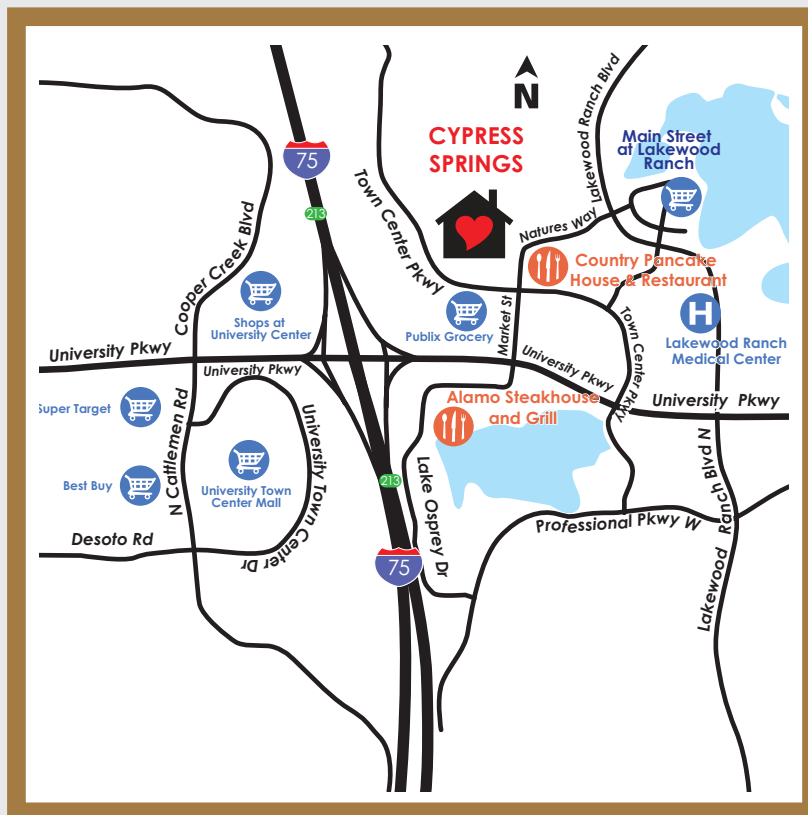 N
CYPRESS
SPRINGS
75
213
Town Center Pkwy
Lakewood Ranch Blvd
Main Street
at Lakewood
Ranch
Natures Way
Country Pancake
House & Restaurant
Cooper Creek Blvd
Shops at
University Center
Publix Grocery
Market St
Town Center Pkwy
H
Lakewood Ranch
Medical Center
University Pkwy
University Pkwy
University Pkwy
University Pkwy
Super Target
N Cattlemen Rd
University Town Center Dr
Alamo Steakhouse
and Grill
Best Buy
University Town
Center Mall
213
Lake Osprey Dr
Desoto Rd
75
Professional Pkwy W
Lakewood Ranch Blvd N